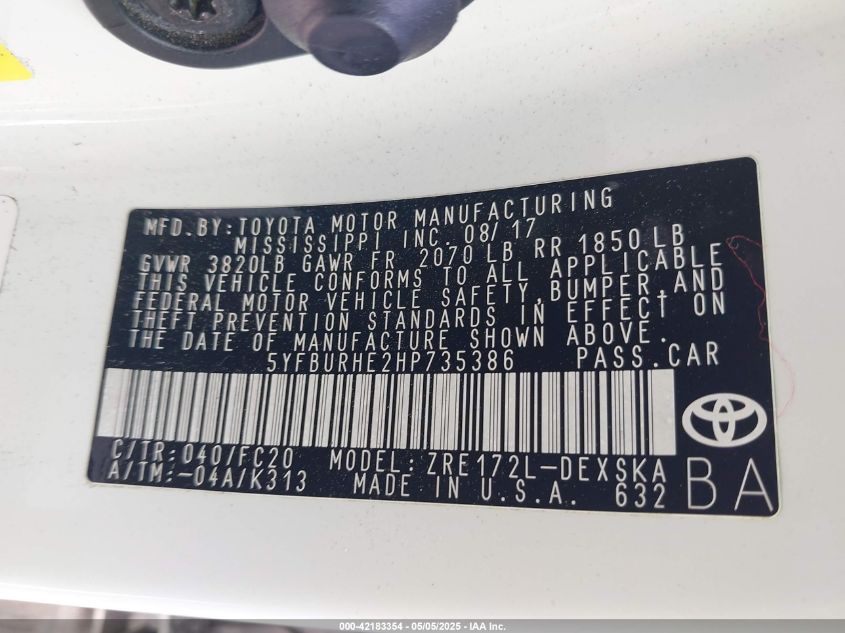 MFD.BY:TOYOTA MOTOR MANUFACTURING
MISSISSIPPI INC. 08/17
GVWR 3820LB GAWR FR 2070 LB RR 1850 LB
THIS VEHICLE CONFORMS TO ALL APPLICABLE
FEDERAL MOTOR VEHICLE SAFETY,BUMPER,AND
THEFT PREVENTION STANDARDS IN EFFECT ON
THE DATE OF MANUFACTURE SHOWN ABOVE.
5YFBURHE2HP735386 PASS.CAR
C/TR:040/FC20 MODEL:ZRE172L-DEXSKA
A/TM:-04A/K313 MADE IN U.S.A. 632 BA
000-42183354 - 05/05/2025 - IAA Inc.